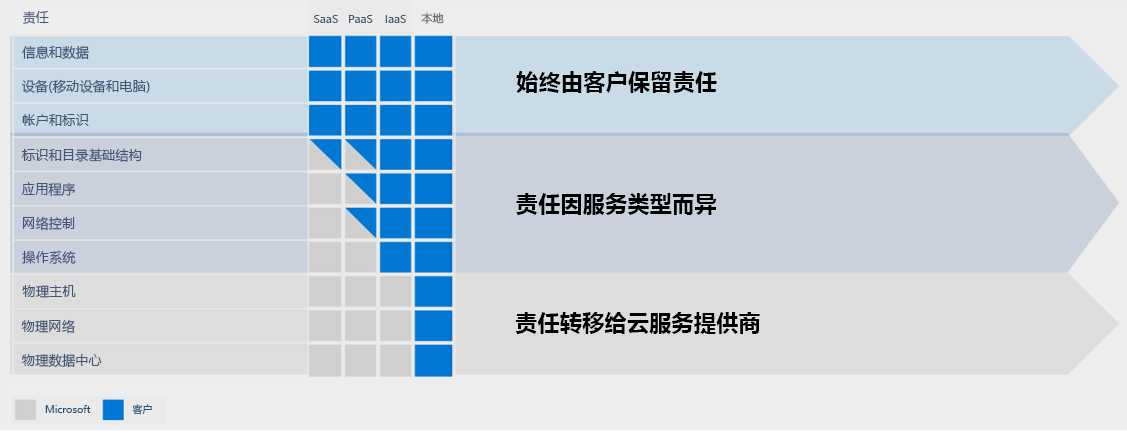 责任 SaaS PaaS IaaS 本地
信息和数据
设备(移动设备和电脑)
始终由客户保留责任
帐户和标识
标识和目录基础结构
应用程序
责任因服务类型而异
网络控制
操作系统
物理主机
物理网络
责任转移给云服务提供商
物理数据中心
Microsoft 客户